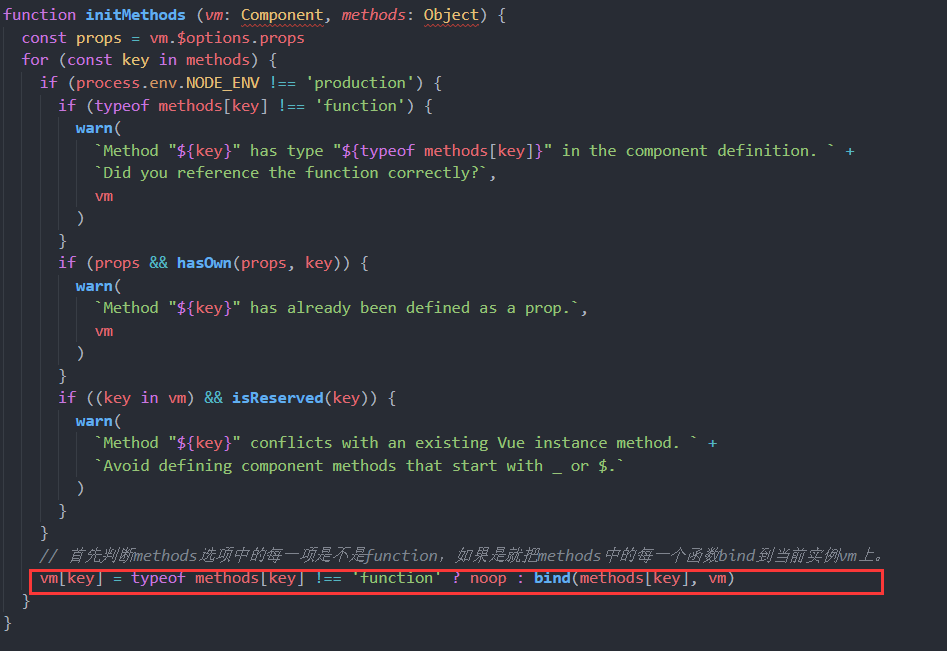 function initMethods (vm: Component, methods: Object) {
  const props = vm.$options.props
  for (const key in methods) {
    if (process.env.NODE_ENV !== 'production') {
      if (typeof methods[key] !== 'function') {
        warn(
          `Method "${key}" has type "${typeof methods[key]}" in the component definition. ` +
          `Did you reference the function correctly?`,
          vm
        )
      }
      if (props && hasOwn(props, key)) {
        warn(
          `Method "${key}" has already been defined as a prop.`,
          vm
        )
      }
      if ((key in vm) && isReserved(key)) {
        warn(
          `Method "${key}" conflicts with an existing Vue instance method. ` +
          `Avoid defining component methods that start with _ or $.`
        )
      }
    }
    // 首先判断methods选项中的每一项是不是function，如果是就把methods中的每一个函数bind到当前实例vm上。
    vm[key] = typeof methods[key] !== 'function' ? noop : bind(methods[key], vm)
  }
}